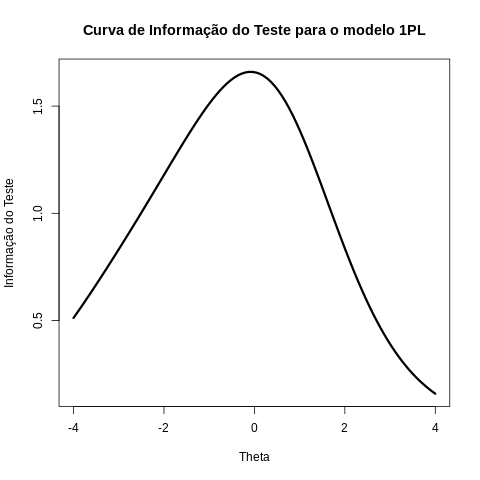 Curva de Informação do Teste para o modelo 1PL
Informação do Teste
1.5
1.0
0.5
-4 -2 0 2 4
Theta